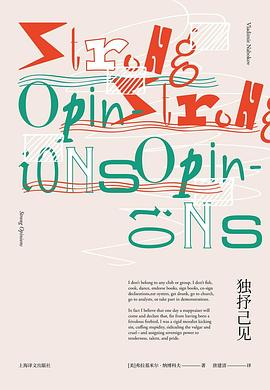 Vladimir Nabokov
Strong
Opin-Strong
ionsOpin-
ions
Strong Opinions
独抒己见
I don't belong to any club or group. I don't fish,
cook, dance, endorse books, sign books, co-sign
declarations, eat oyster, get drunk, go to church,
go to analysts, or take part in demonstrations.
In fact I believe that one day a reappraiser will
come and declare that, far from having been a
frivolous firebird, I was a rigid moralist kicking
sin, cuffing stupidity, ridiculing the vulgar and
cruel - and assigning sovereign power to
tenderness, talent, and pride.
上海译文出版社
[美]弗拉基米尔·纳博科夫 —— 著
唐建清 —— 译